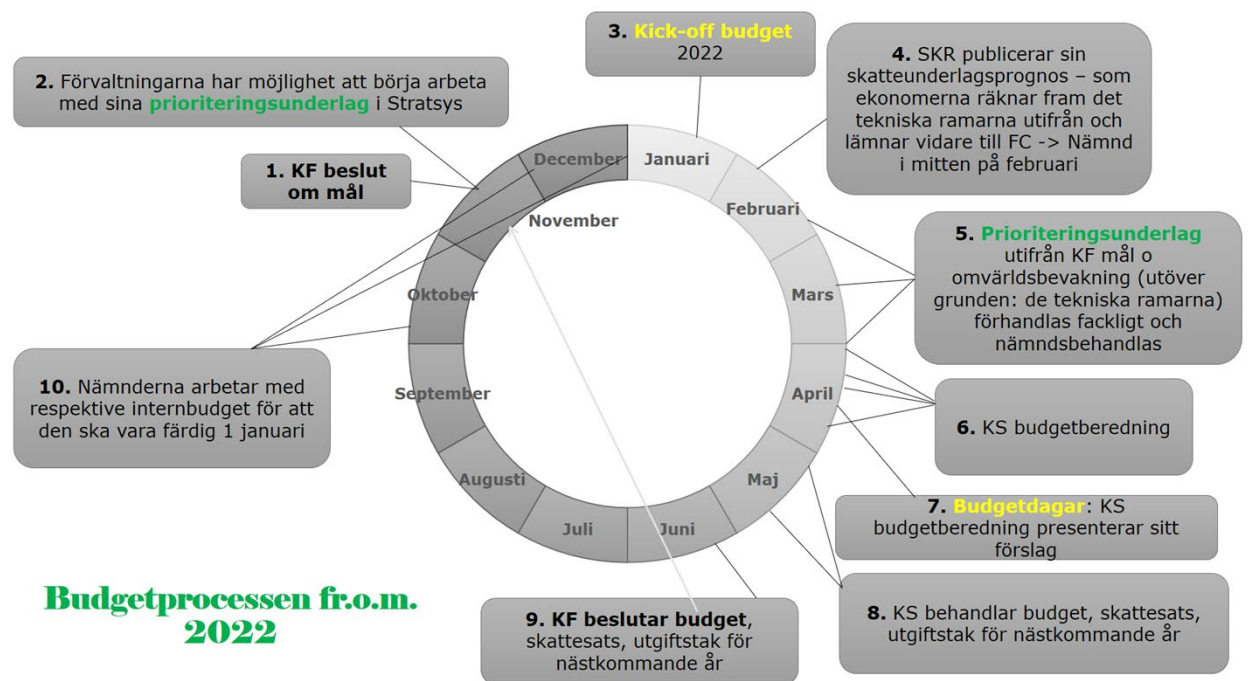 3. Kick-off budget
2022
4. SKR publicerar sin
skatteunderlagsprognos – som
ekonomerna räknar fram det
tekniska ramarna utifrån och
lämnar vidare till FC -> Nämnd
i mitten på februari
2. Förvaltningarna har möjlighet att börja arbeta
med sina prioriteringsunderlag i Stratsys
1. KF beslut
om mål
December
Januari
Februari
Mars
April
Maj
Juni
Juli
Augusti
September
Oktober
November
5. Prioriteringsunderlag
utifrån KF mål o
omvärldsbevakning (utöver
grunden: de tekniska ramarna)
förhandlas fackligt och
nämndsbehandlas
10. Nämnderna arbetar med
respektive internbudget för att
den ska vara färdig 1 januari
6. KS budgetberedning
7. Budgetdagar: KS
budgetberedning presenterar sitt
förslag
8. KS behandlar budget, skattesats,
utgiftstak för nästkommande år
9. KF beslutar budget,
skattesats, utgiftstak för
nästkommande år
Budgetprocessen fr.o.m.
2022